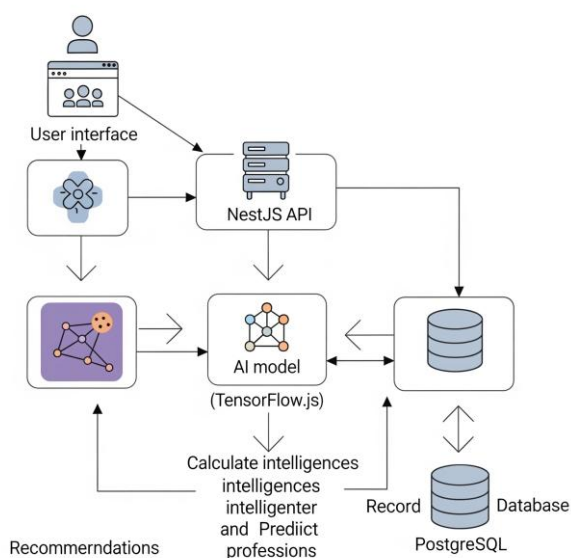 User interface
NestJS API
AI model
(TensorFlow.js)
Calculate intelligences
intelligences
intelligenter
and Prediict
professions
Recommerndations
Record
Database
PostgreSQL